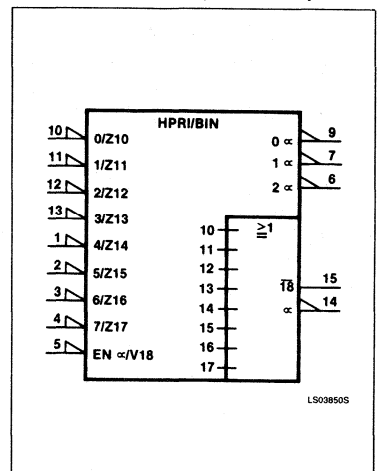 HPRI/BIN
10 0/Z10
11 1/Z11
12 2/Z12
13 3/Z13
1 4/Z14
2 5/Z15
3 6/Z16
4 7/Z17
5 EN ∝/V18
0 ∝ 9
1 ∝ 7
2 ∝ 6
≥1
10
11
12
13
14
15
16
17
18 15
∝ 14
LS03850S